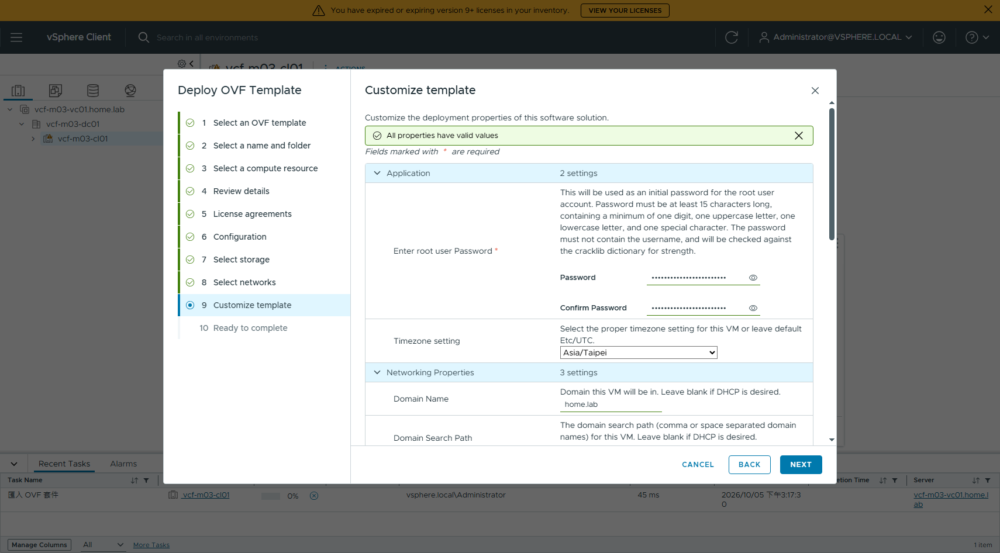 You have expired or expiring version 9+ licenses in your inventory.
VIEW YOUR LICENSES
vSphere Client
Search in all environments
Administrator@VSPHERE.LOCAL
vcf-m03-cl01
ACTIONS
vcf-m03-vc01.home.lab
vcf-m03-dc01
vcf-m03-cl01
Deploy OVF Template
1 Select an OVF template
2 Select a name and folder
3 Select a compute resource
4 Review details
5 License agreements
6 Configuration
7 Select storage
8 Select networks
9 Customize template
10 Ready to complete
Customize template
Customize the deployment properties of this software solution.
All properties have valid values
Fields marked with * are required
Application 2 settings
Enter root user Password *
This will be used as an initial password for the root user
account. Password must be at least 15 characters long,
containing a minimum of one digit, one uppercase letter, one
lowercase letter, and one special character. The password
must not contain the username, and will be checked against
the cracklib dictionary for strength.
Password ••••••••••••••••••••••••
Confirm Password ••••••••••••••••••••••••
Timezone setting
Select the proper timezone setting for this VM or leave default
Etc/UTC.
Asia/Taipei
Networking Properties 3 settings
Domain Name
Domain this VM will be in. Leave blank if DHCP is desired.
home.lab
Domain Search Path
The domain search path (comma or space separated domain
names) for this VM. Leave blank if DHCP is desired.
CANCEL
BACK
NEXT
Recent Tasks Alarms
Task Name etion Time Server
匯入 OVF 套件 vcf-m03-cl01 0% vsphere.local\Administrator 45 ms 2026/10/05 下午3:17:3
0
vcf-m03-vc01.home.l
ab
Manage Columns All More Tasks 1 item